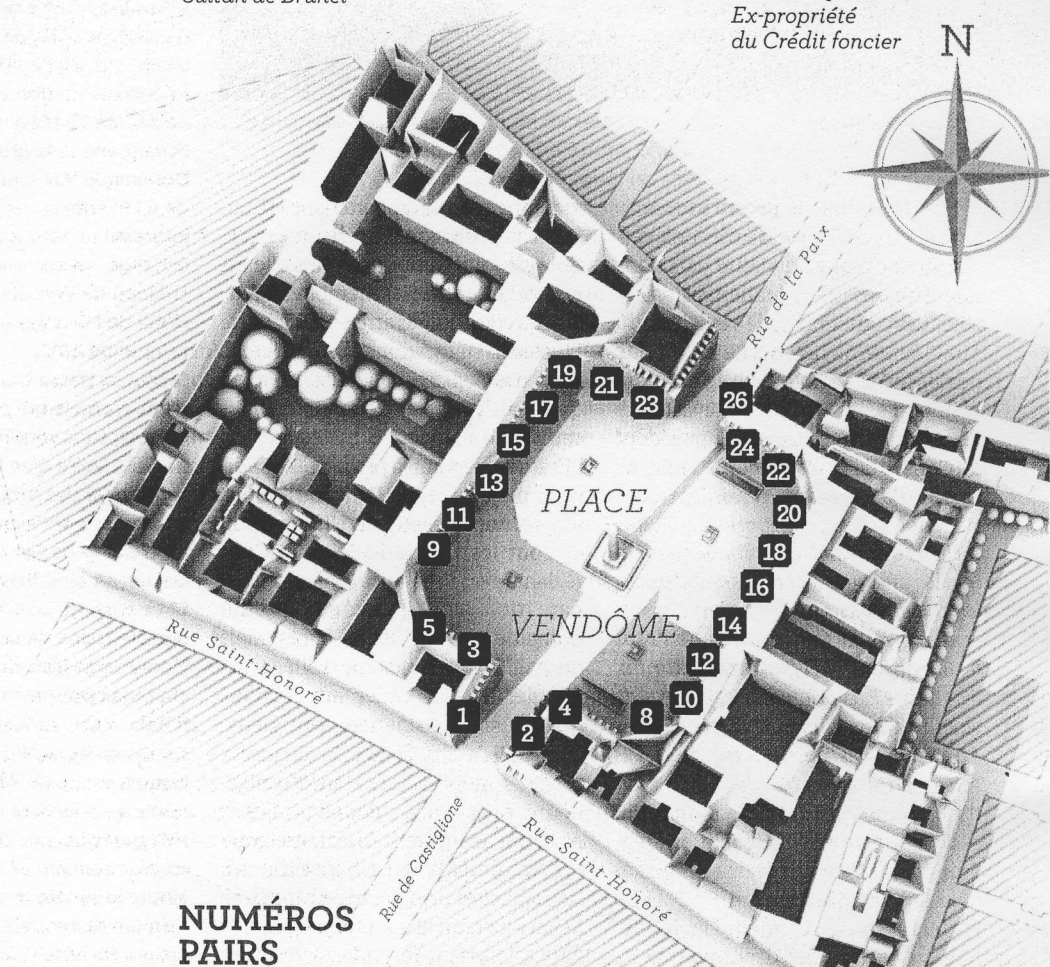 Sultan de Brunei
Ex-propriété
du Crédit foncier
N
Rue de la Paix
19
21
23
26
17
24
15
22
13
20
11
PLACE
9
18
16
5
VENDÔME
14
3
12
10
1
4
8
2
Rue Saint-Honoré
Rue de Castiglione
Rue Saint-Honoré
NUMÉROS
PAIRS